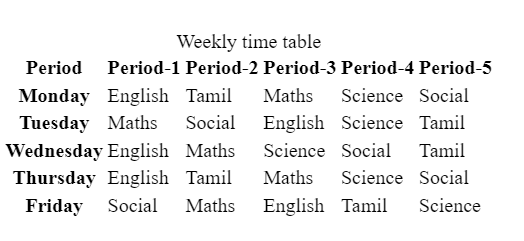 Weekly time table
Period Period-1 Period-2 Period-3 Period-4 Period-5
Monday English Tamil Maths Science Social
Tuesday Maths Social English Science Tamil
Wednesday English Maths Science Social Tamil
Thursday English Tamil Maths Science Social
Friday Social Maths English Tamil Science